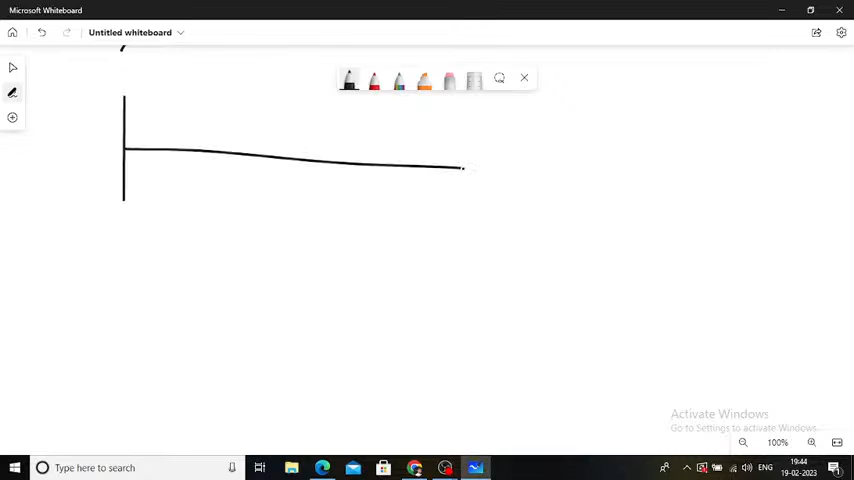 Microsoft Whiteboard
Untitled whiteboard
Activate Windows
Go to Settings to activate Windows.
100%
Type here to search
ENG
19:44
19-02-2023
1